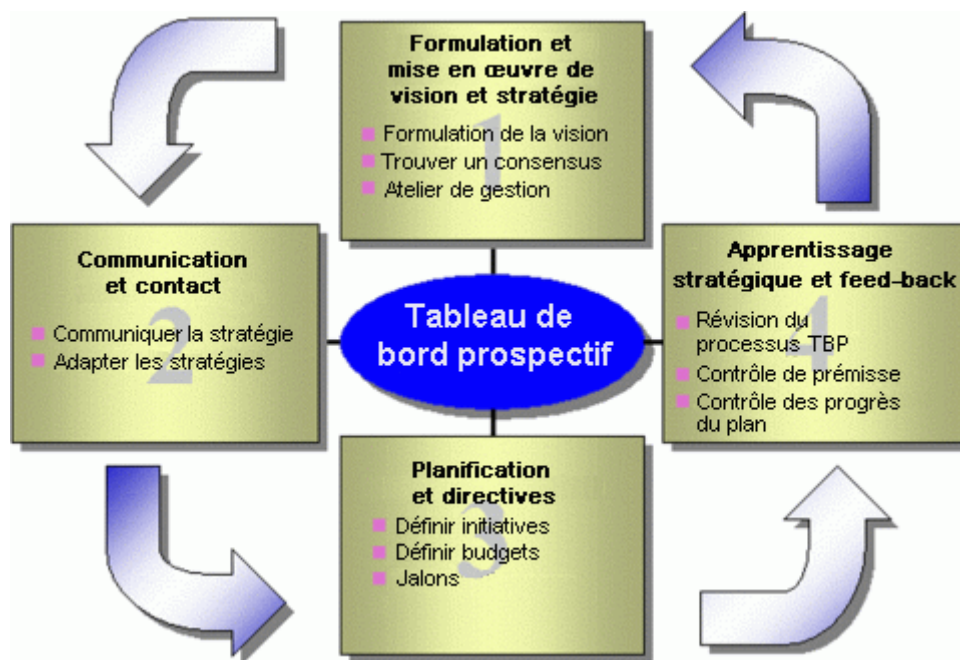 Formulation et
mise en œuvre de
vision et stratégie
1
Formulation de la vision
Trouver un consensus
Atelier de gestion
Communication
et contact
2
Communiquer la stratégie
Adapter les stratégies
Tableau de
bord prospectif
Planification
et directives
3
Définir initiatives
Définir budgets
Jalons
Apprentissage
stratégique et feed-back
4
Révision du
processus TBP
Contrôle de prémisse
Contrôle des progrès
du plan